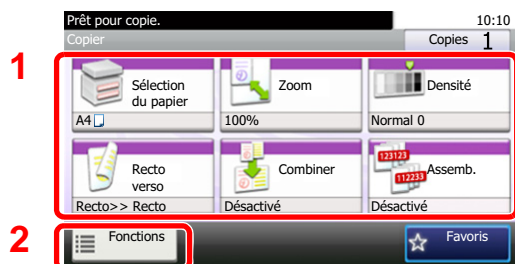 Prêt pour copie. 10:10
Copier Copies 1
1
Sélection
du papier
A4
Zoom
100%
Densité
Normal 0
Recto
verso
Recto>> Recto
Combiner
Désactivé
123123
112233
Assemb.
Désactivé
2
Fonctions
Favoris